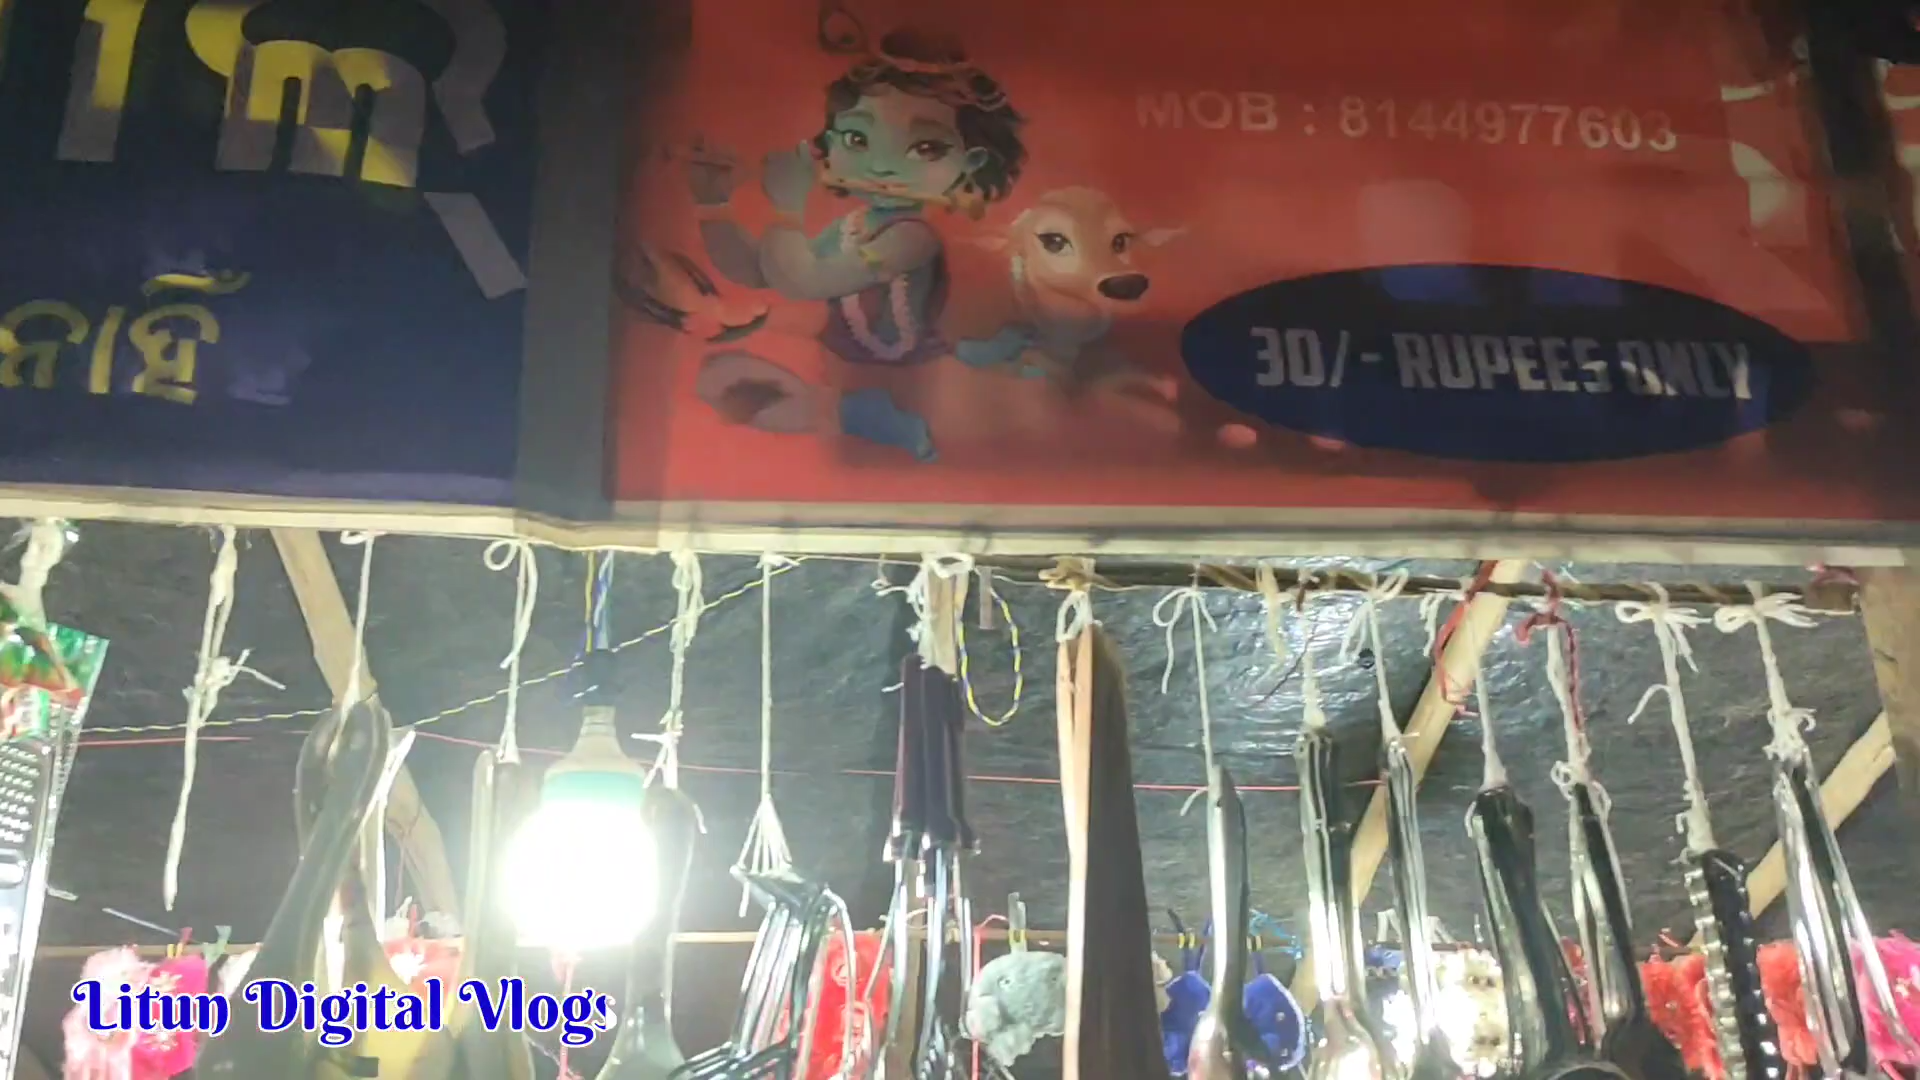 MOB : 8144977603
30/- RUPEES ONLY
ନାହିଁ
Litun Digital Vlogs